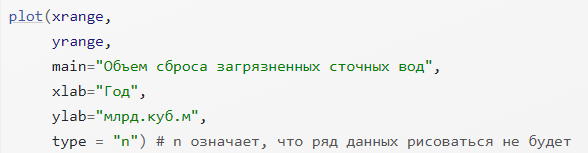 plot(xrange,
yrange,
main="Объем сброса загрязненных сточных вод",
xlab="Год",
ylab="млрд.куб.м",
type = "n") # n означает, что ряд данных рисоваться не будет